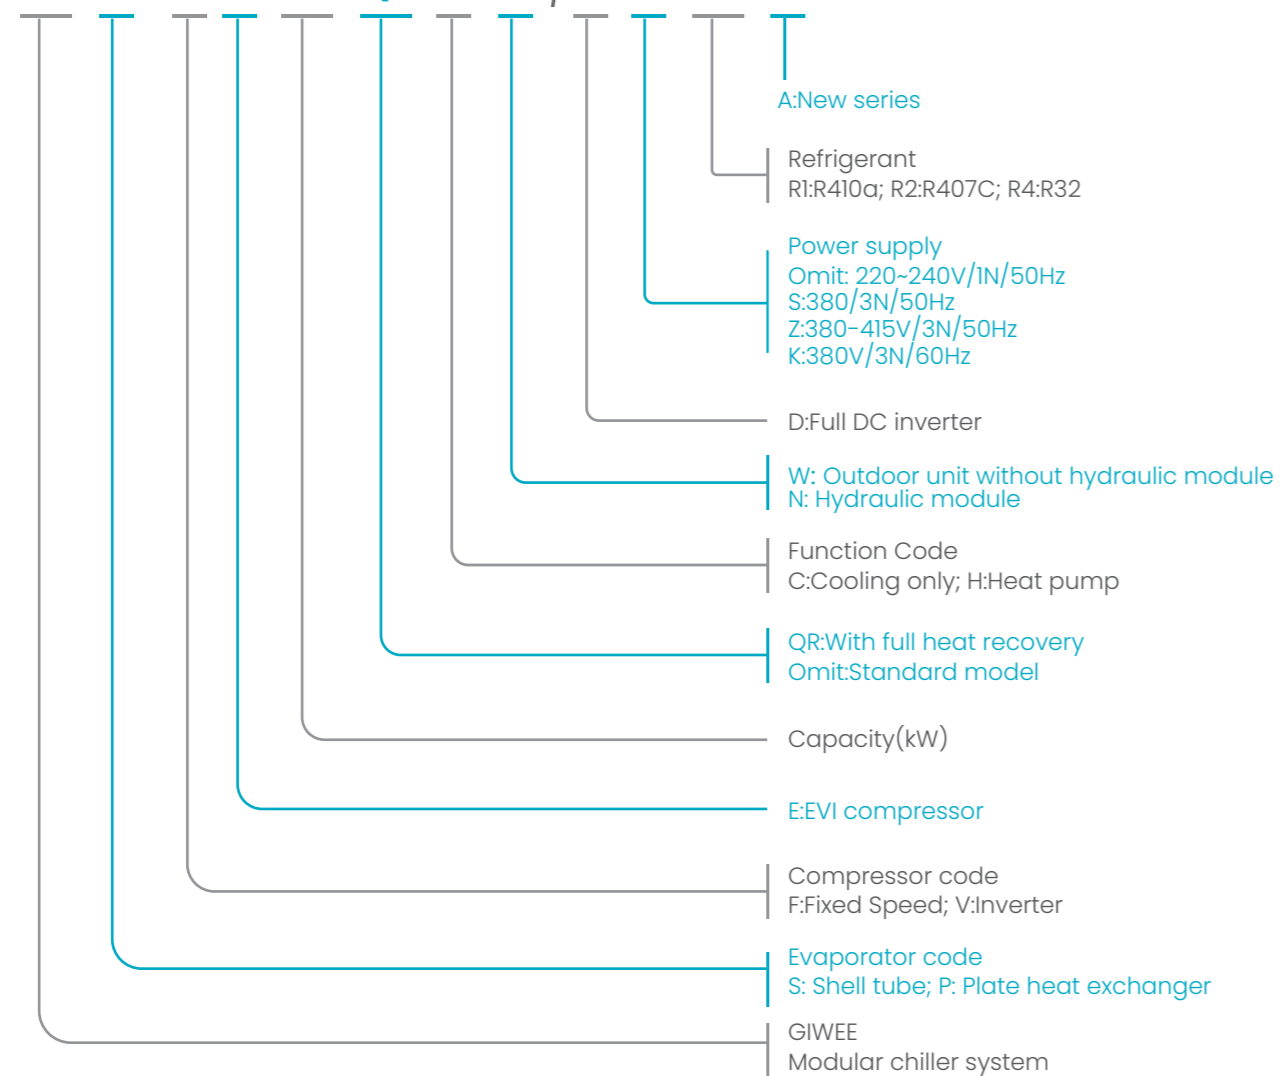 A:New series
Refrigerant
R1:R410a; R2:R407C; R4:R32
Power supply
Omit: 220~240V/1N/50Hz
S:380/3N/50Hz
Z:380-415V/3N/50Hz
K:380V/3N/60Hz
D:Full DC inverter
W: Outdoor unit without hydraulic module
N: Hydraulic module
Function Code
C:Cooling only; H:Heat pump
QR:With full heat recovery
Omit:Standard model
Capacity(kW)
E:EVI compressor
Compressor code
F:Fixed Speed; V:Inverter
Evaporator code
S: Shell tube; P: Plate heat exchanger
GIWEE
Modular chiller system